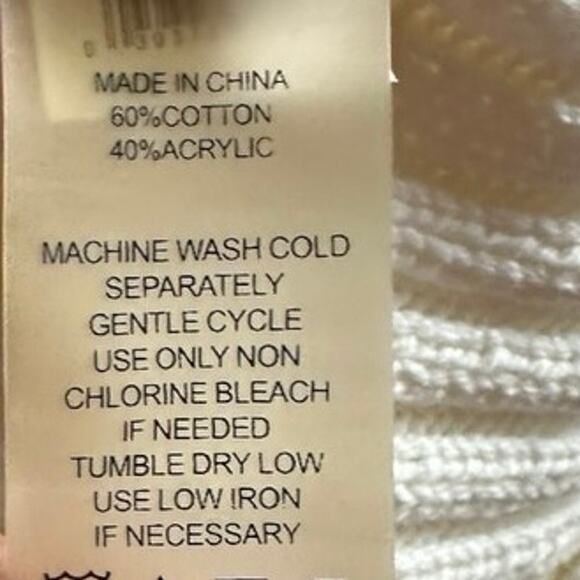 MADE IN CHINA
60%COTTON
40%ACRYLIC
MACHINE WASH COLD
SEPARATELY
GENTLE CYCLE
USE ONLY NON
CHLORINE BLEACH
IF NEEDED
TUMBLE DRY LOW
USE LOW IRON
IF NECESSARY